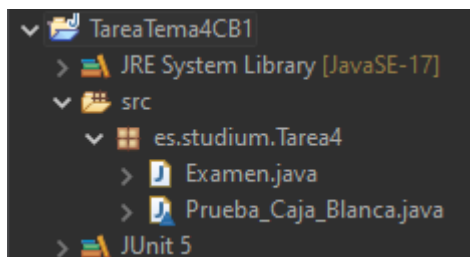 TareaTema4CB1
JRE System Library [JavaSE-17]
src
es.studium.Tarea4
Examen.java
Prueba_Caja_Blanca.java
JUnit 5